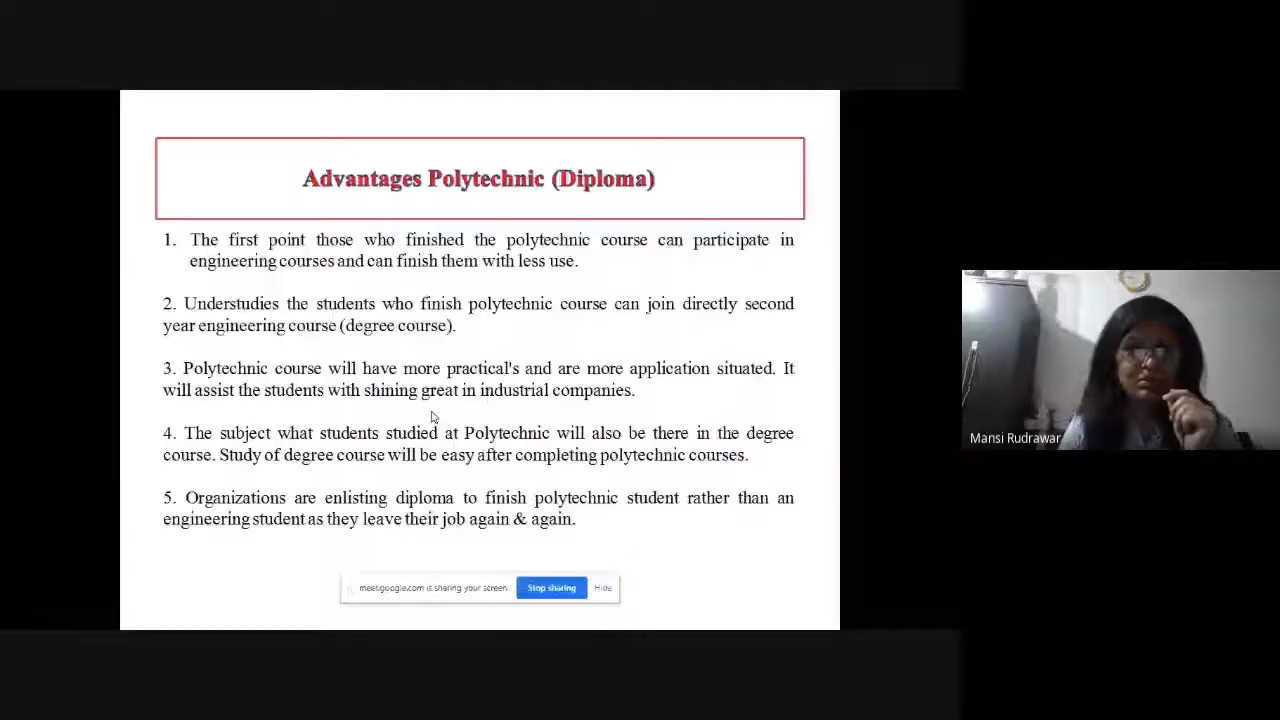 Advantages Polytechnic (Diploma)
1. The first point those who finished the polytechnic course can participate in
engineering courses and can finish them with less use.
2. Understudies the students who finish polytechnic course can join directly second
year engineering course (degree course).
3. Polytechnic course will have more practical's and are more application situated. It
will assist the students with shining great in industrial companies.
4. The subject what students studied at Polytechnic will also be there in the degree
course. Study of degree course will be easy after completing polytechnic courses.
5. Organizations are enlisting diploma to finish polytechnic student rather than an
engineering student as they leave their job again & again.
meet.google.com is sharing your screen. Stop sharing Hide
Mansi Rudrawar